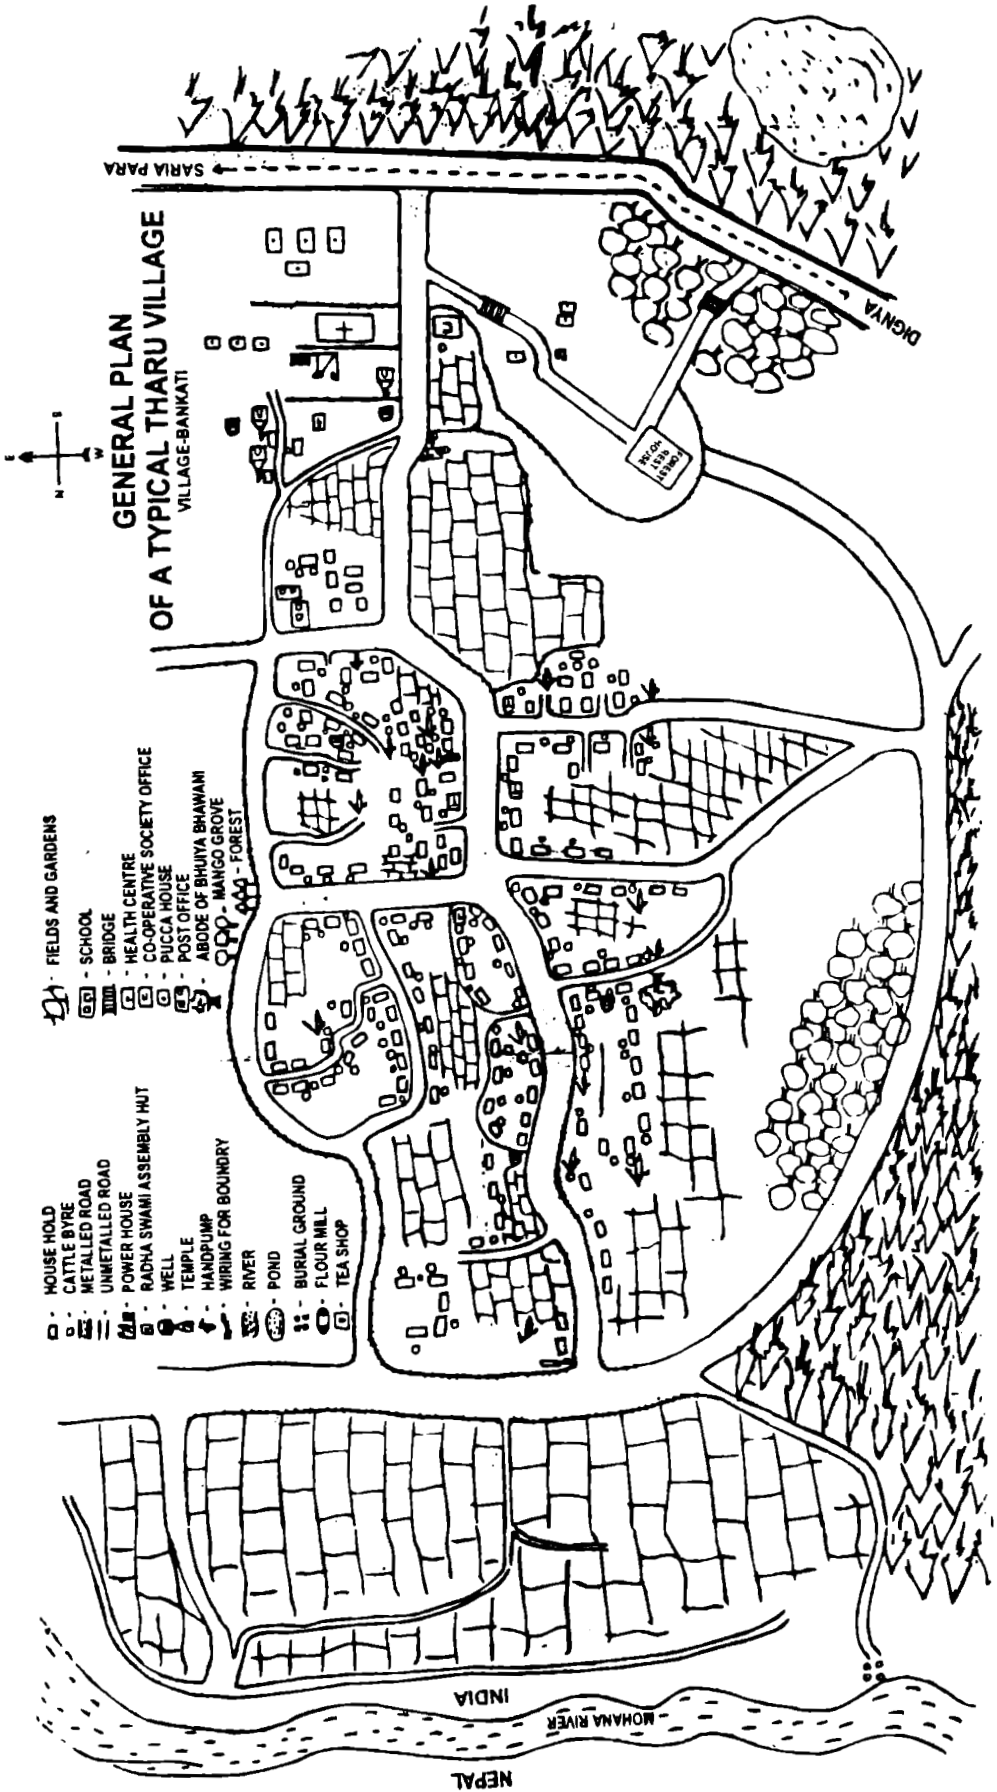 GENERAL PLAN
OF A TYPICAL THARU VILLAGE
VILLAGE-BANKATI
E
N
S
W
SARIA PARA
DIGNYA
FOREST
REST
HOUSE
- HOUSE HOLD
- CATTLE BYRE
- METALLED ROAD
- UNMETALLED ROAD
- POWER HOUSE
- RADHA SWAMI ASSEMBLY HUT
- WELL
- TEMPLE
- HANDPUMP
- WIRING FOR BOUNDRY
- RIVER
- POND
- BURIAL GROUND
- FLOUR MILL
- TEA SHOP
- FIELDS AND GARDENS
- SCHOOL
- BRIDGE
- HEALTH CENTRE
- CO-OPERATIVE SOCIETY OFFICE
- PUCCA HOUSE
- POST OFFICE
- ABODE OF BHUIYA BHAWANI
- MANGO GROVE
- FOREST
INDIA
MOHANA RIVER
NEPAL